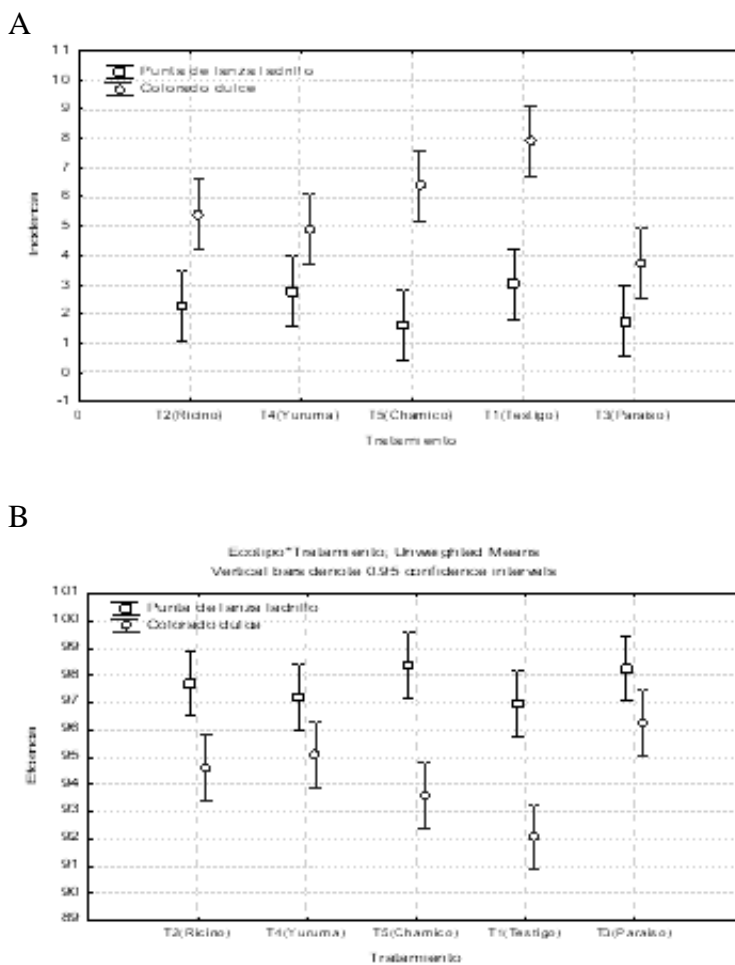 A
11
10
9
8
7
6
5
4
3
2
1
0
-1
Incidencia
Punta de lanza ladrillo
Colorado dulce
0 T2(Ricino) T4(Yuruma) T5(Chamico) T1(Testigo) T3(Paraiso)
Tratamiento
B
Ecotipo*Tratamiento; Unweighted Means
Vertical bars denote 0.95 confidence intervals
101
100
99
98
97
96
95
94
93
92
91
90
89
Eficencia
Punta de lanza ladrillo
Colorado dulce
T2(Ricino) T4(Yuruma) T5(Chamico) T1(Testigo) T3(Paraiso)
Tratamiento